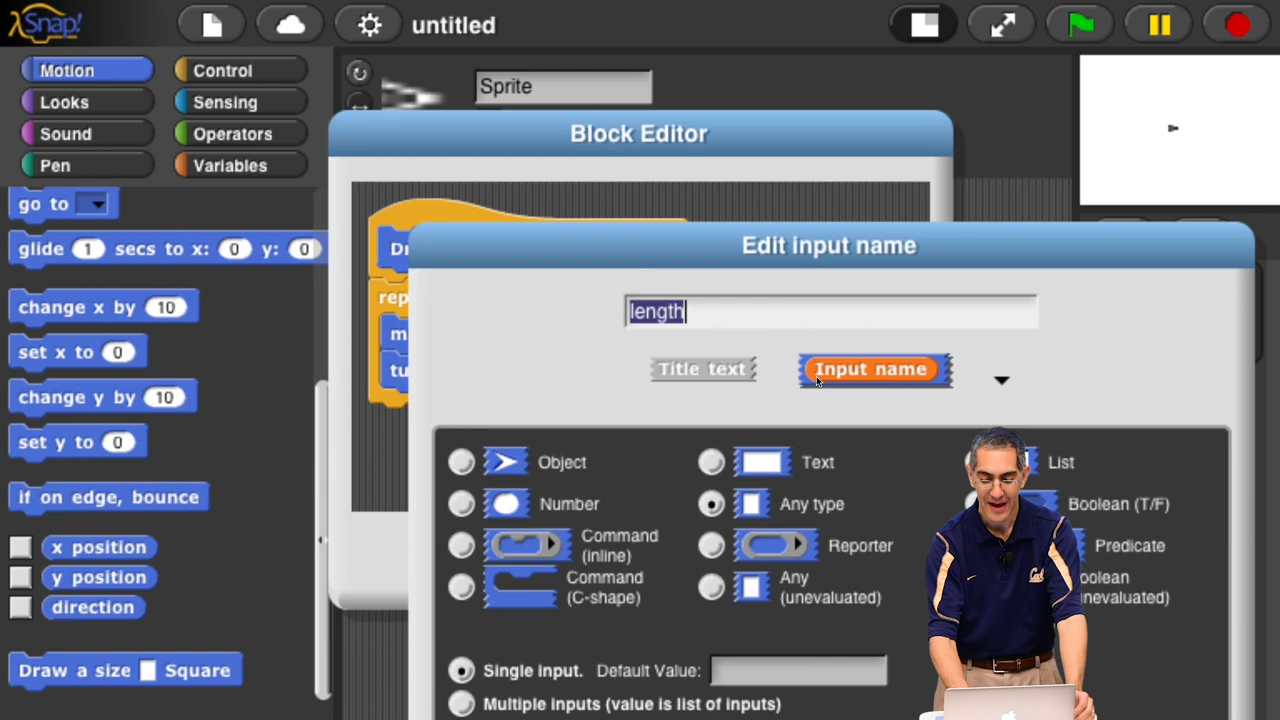 Snap!
untitled
Motion
Control
Looks
Sensing
Sound
Operators
Pen
Variables
Sprite
go to
glide 1 secs to x: 0 y: 0
change x by 10
set x to 0
change y by 10
set y to 0
if on edge, bounce
x position
y position
direction
Draw a size Square
Block Editor
Edit input name
length
Title text
Input name
Object
Text
List
Number
Any type
Boolean (T/F)
Command (inline)
Reporter
Predicate
Command (C-shape)
Any (unevaluated)
Single input. Default Value:
Multiple inputs (value is list of inputs)
Cal